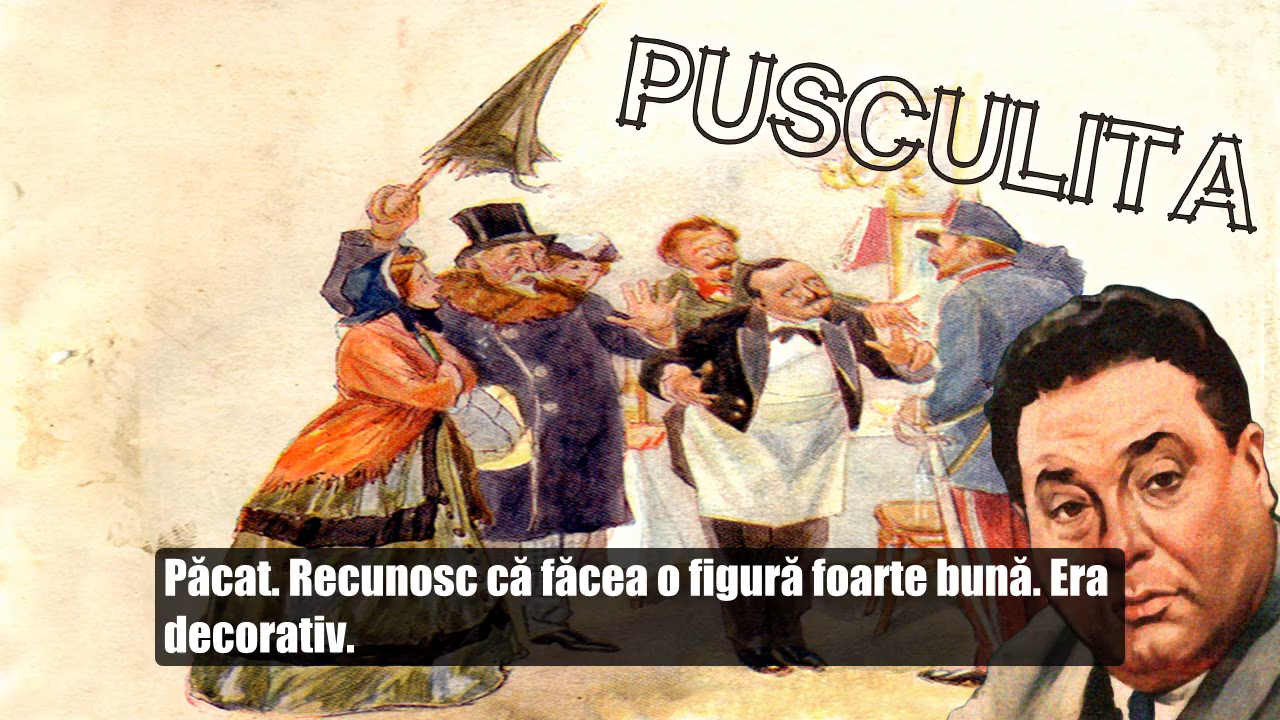 PUSCULITA
Păcat. Recunosc că făcea o figură foarte bună. Era
decorativ.